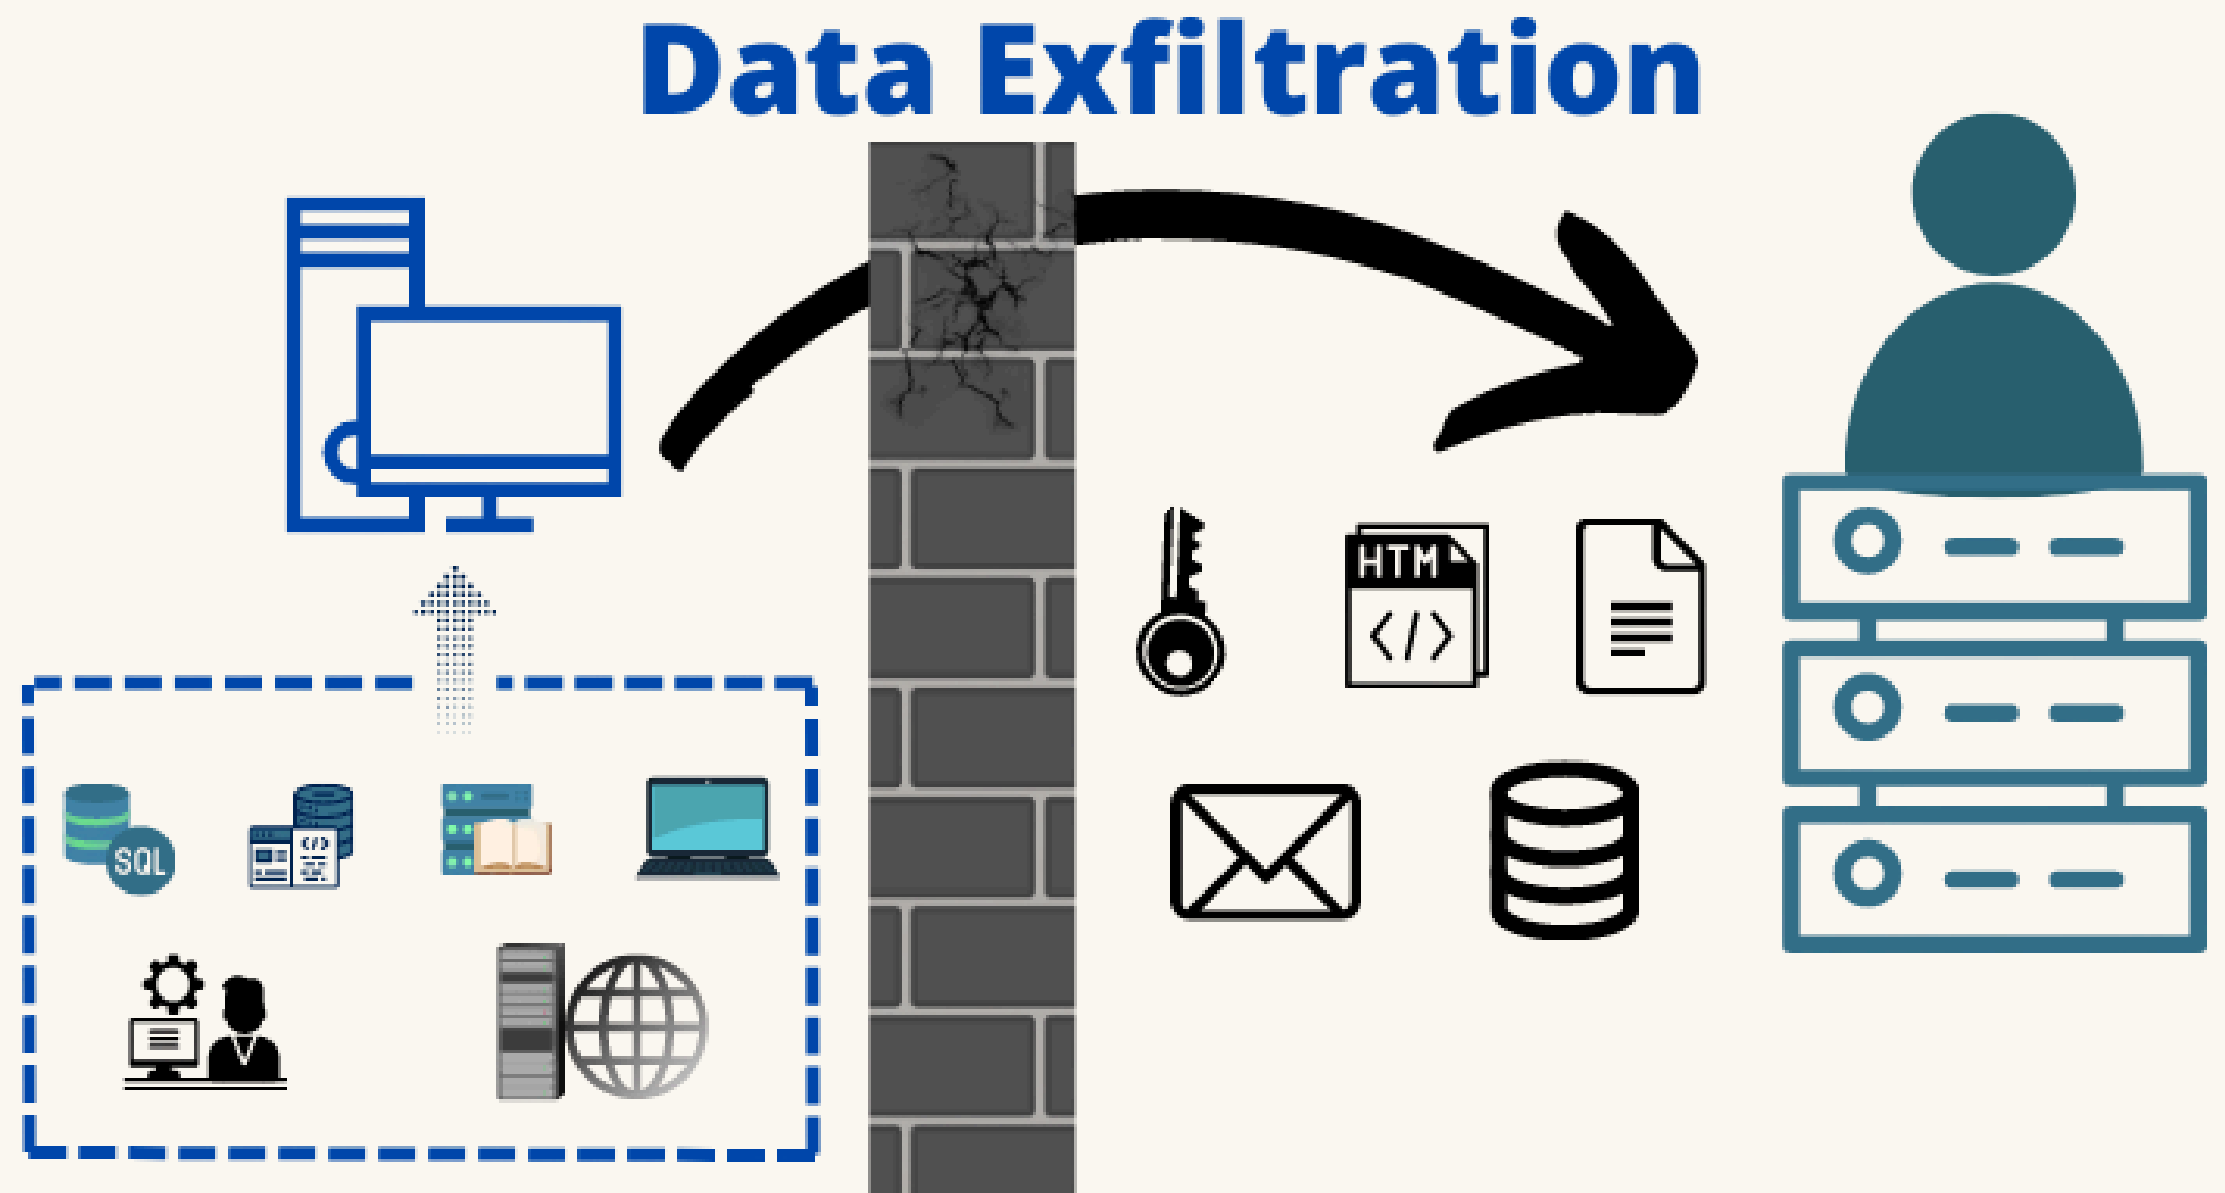 Data Exfiltration
HTM
</>
SQL
</>